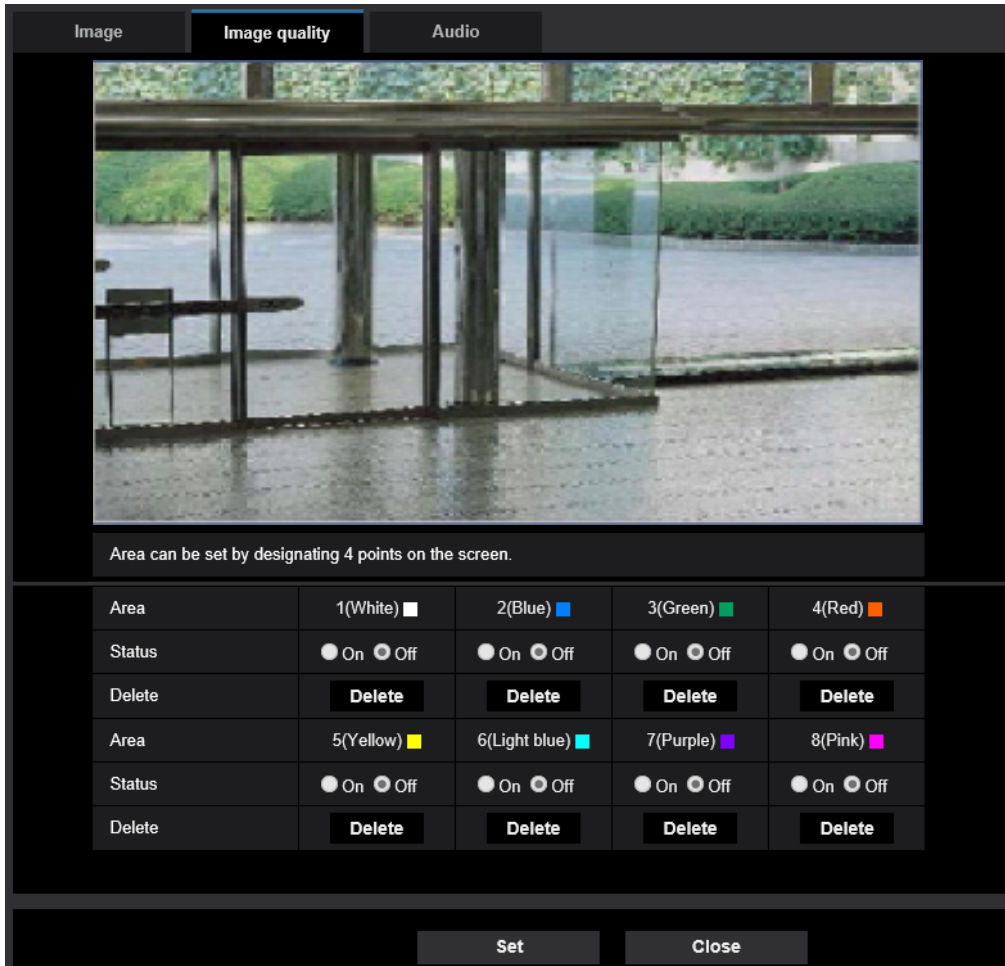 Image Image quality Audio
Area can be set by designating 4 points on the screen.
Area 1(White) 2(Blue) 3(Green) 4(Red)
Status On Off On Off On Off On Off
Delete Delete Delete Delete Delete
Area 5(Yellow) 6(Light blue) 7(Purple) 8(Pink)
Status On Off On Off On Off On Off
Delete Delete Delete Delete Delete
Set Close